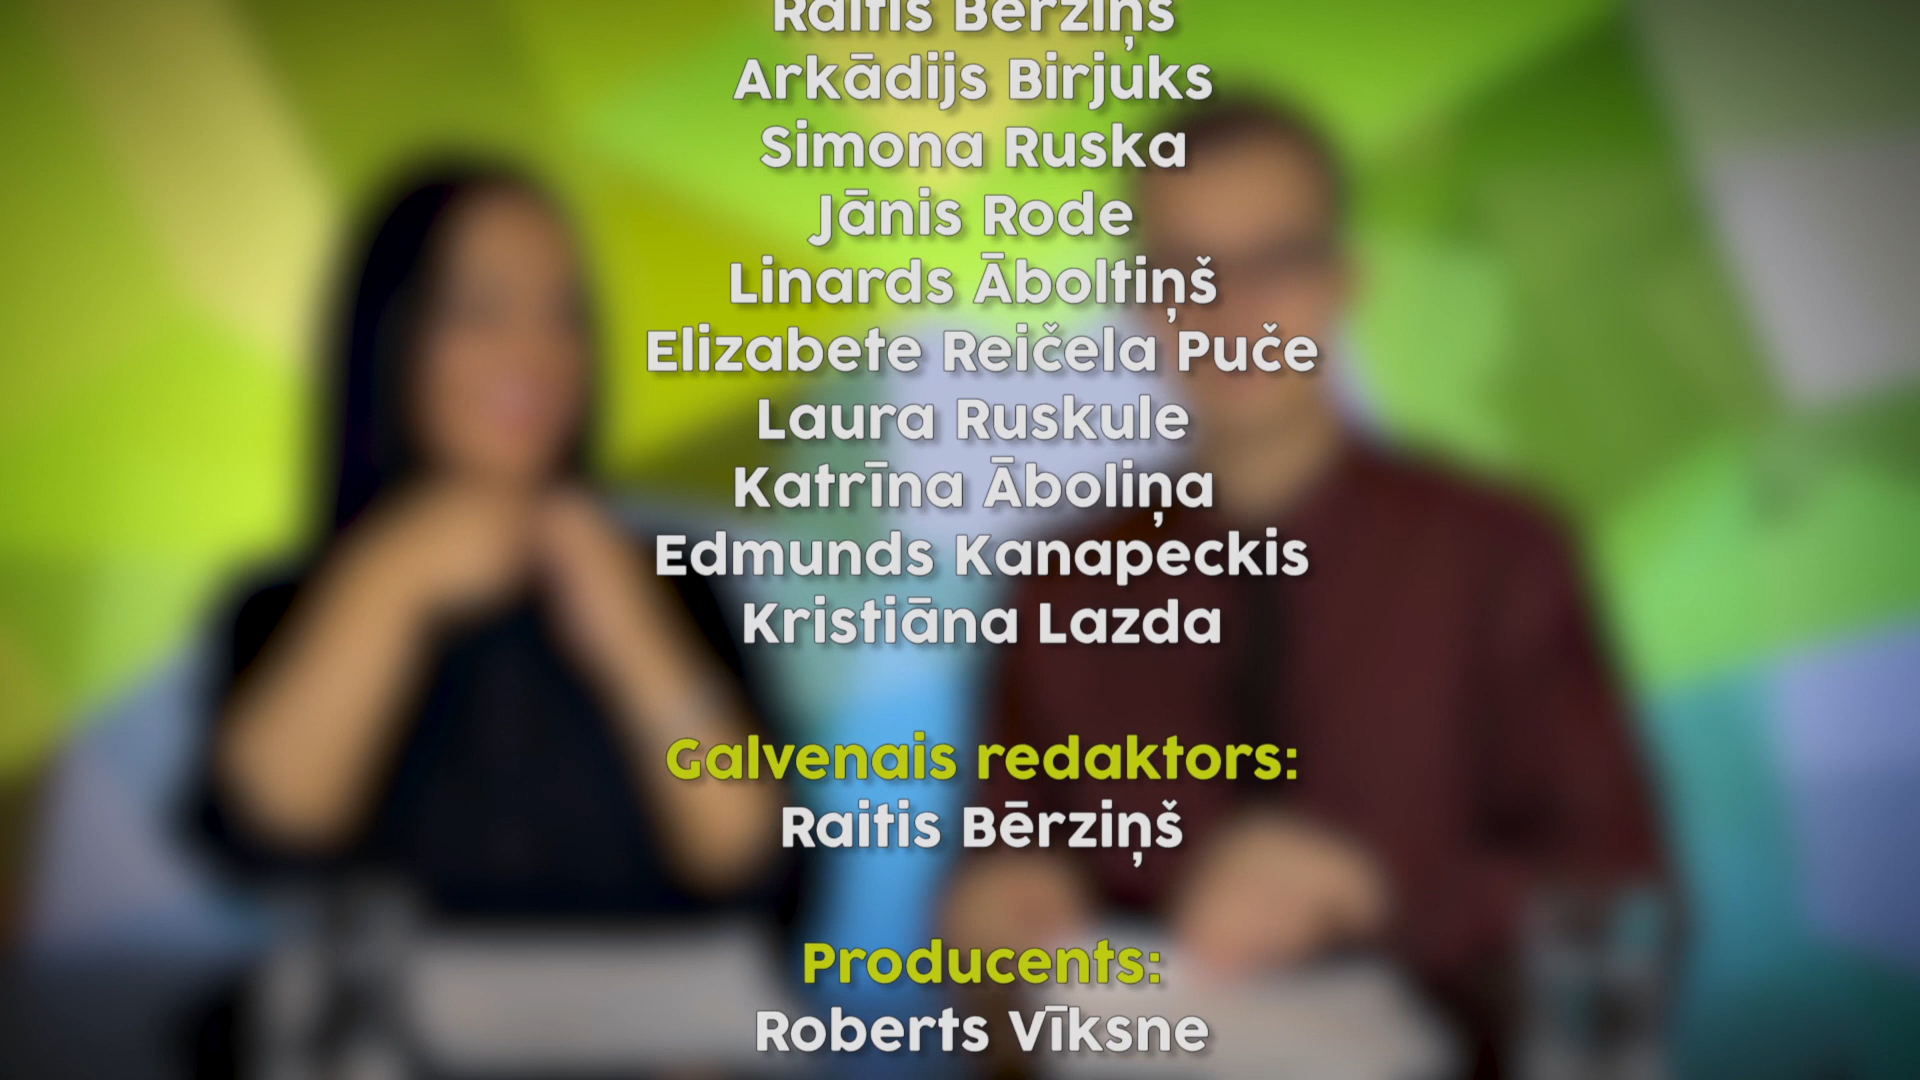 Raitis Bērziņš
Arkādijs Birjuks
Simona Ruska
Jānis Rode
Linards Āboltiņš
Elizabete Reičela Puče
Laura Ruskule
Katrīna Āboliņa
Edmunds Kanapeckis
Kristiāna Lazda
Galvenais redaktors:
Raitis Bērziņš
Producents:
Roberts Vīksne